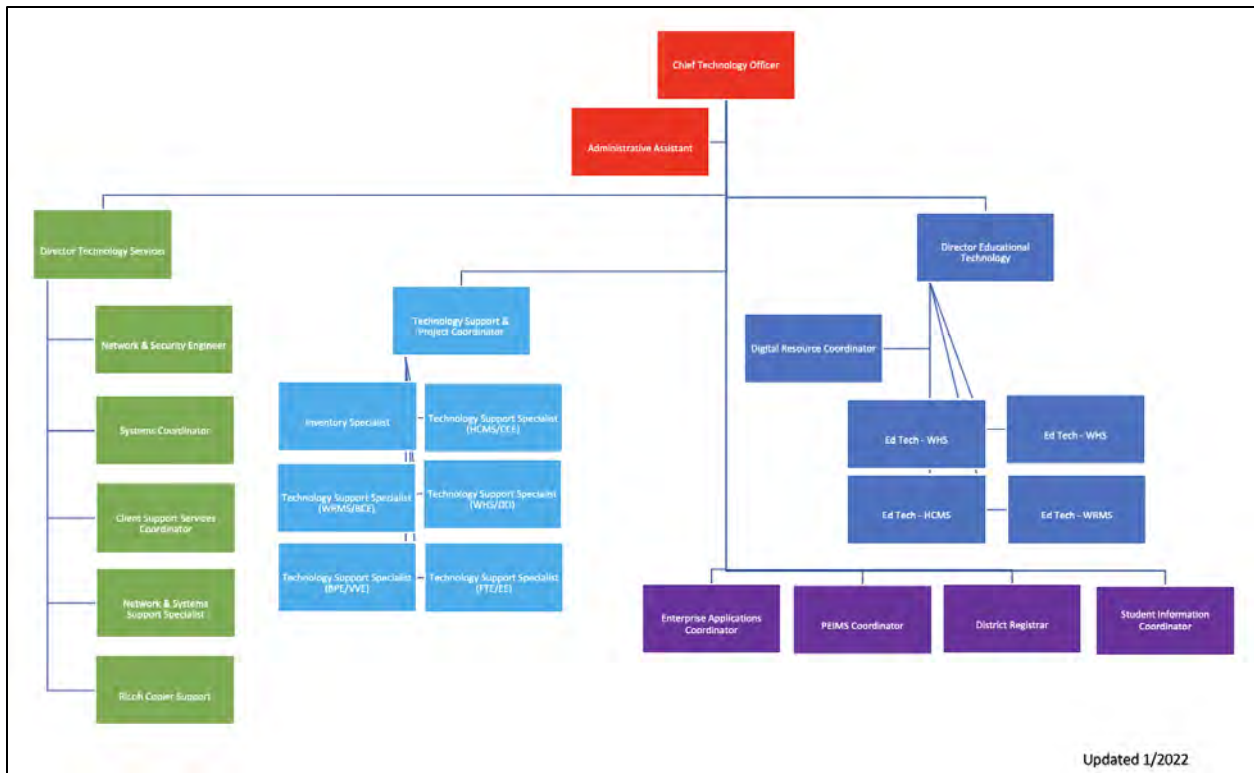 Chief Technology Officer
Administrative Assistant
Director Technology Services
Director Educational
Technology
Network & Security Engineer
Systems Coordinator
Client Support Services
Coordinator
Network & Systems
Support Specialist
Ricoh Copier Support
Technology Support &
Project Coordinator
Inventory Specialist
Technology Support Specialist
(HCMS/CCE)
Technology Support Specialist
(WRMS/BCE)
Technology Support Specialist
(WHS/
Technology Support Specialist
(BPE/VVE)
Technology Support Specialist
(FTE/EE)
Digital Resource Coordinator
Ed Tech - WHS
Ed Tech - WHS
Ed Tech - HCMS
Ed Tech - WRMS
Enterprise Applications
Coordinator
PEIMS Coordinator
District Registrar
Student Information
Coordinator
Updated 1/2022